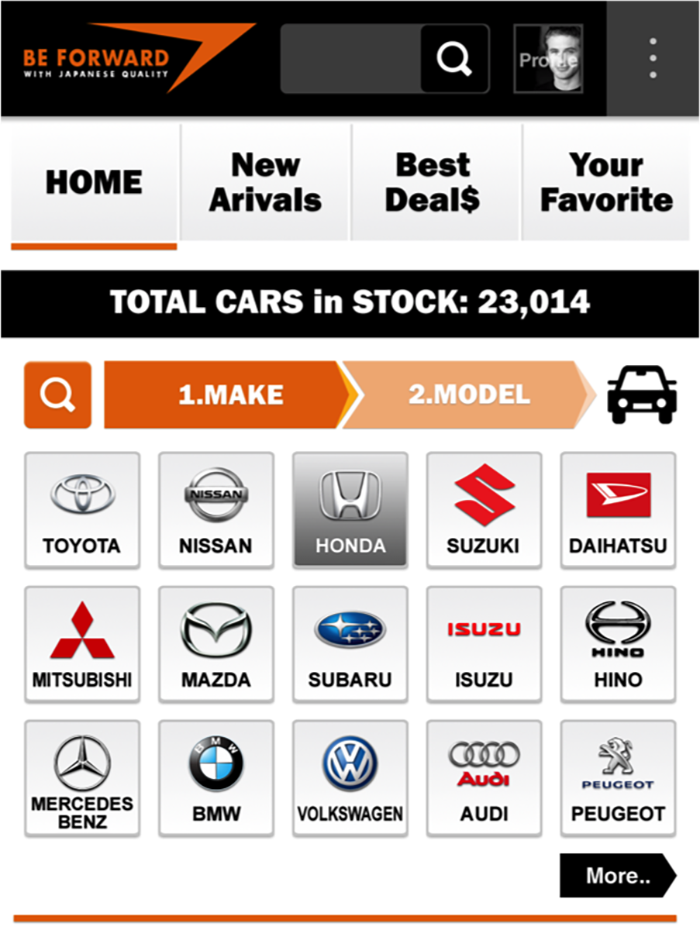 BE FORWARD
WITH JAPANESE QUALITY
Profile
HOME
New
Arivals
Best
Deal$
Your
Favorite
TOTAL CARS in STOCK: 23,014
1.MAKE
2.MODEL
NISSAN
TOYOTA
NISSAN
HONDA
SUZUKI
DAIHATSU
ISUZU
HINO
MITSUBISHI
MAZDA
SUBARU
ISUZU
HINO
BMW
Audi
PEUGEOT
MERCEDES
BENZ
BMW
VOLKSWAGEN
AUDI
PEUGEOT
More..